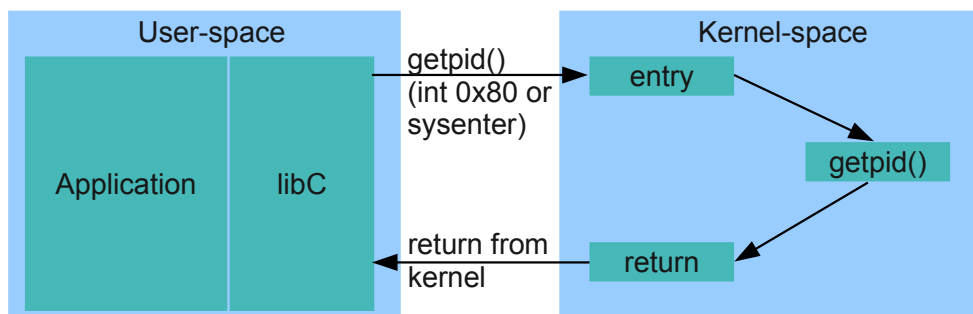 User-space
Kernel-space
getpid()
(int 0x80 or
sysenter)
entry
Application
libC
getpid()
return from
kernel
return